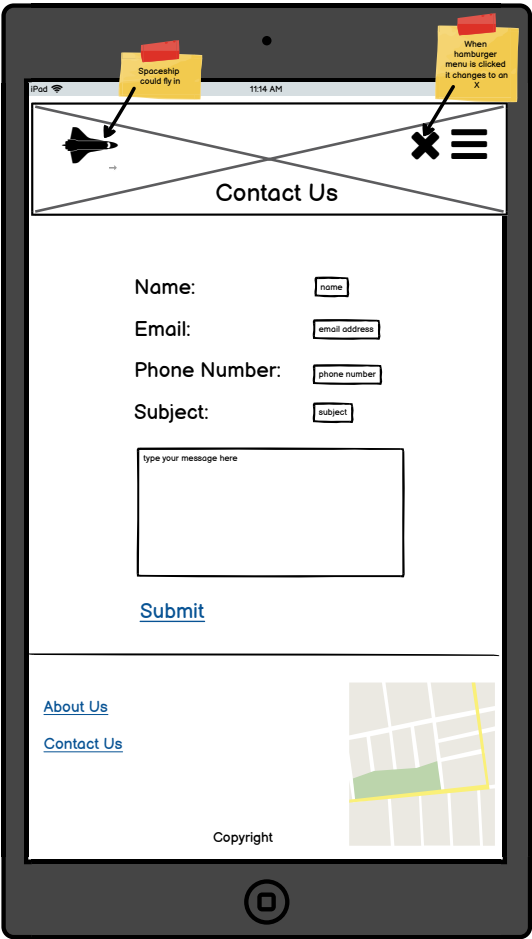 Spaceship
could fly in
When
hamburger
menu is clicked
it changes to an
X
iPad
11:14 AM
→
Contact Us
Name:
name
Email:
email address
Phone Number:
phone number
Subject:
subject
type your message here
Submit
About Us
Contact Us
Copyright